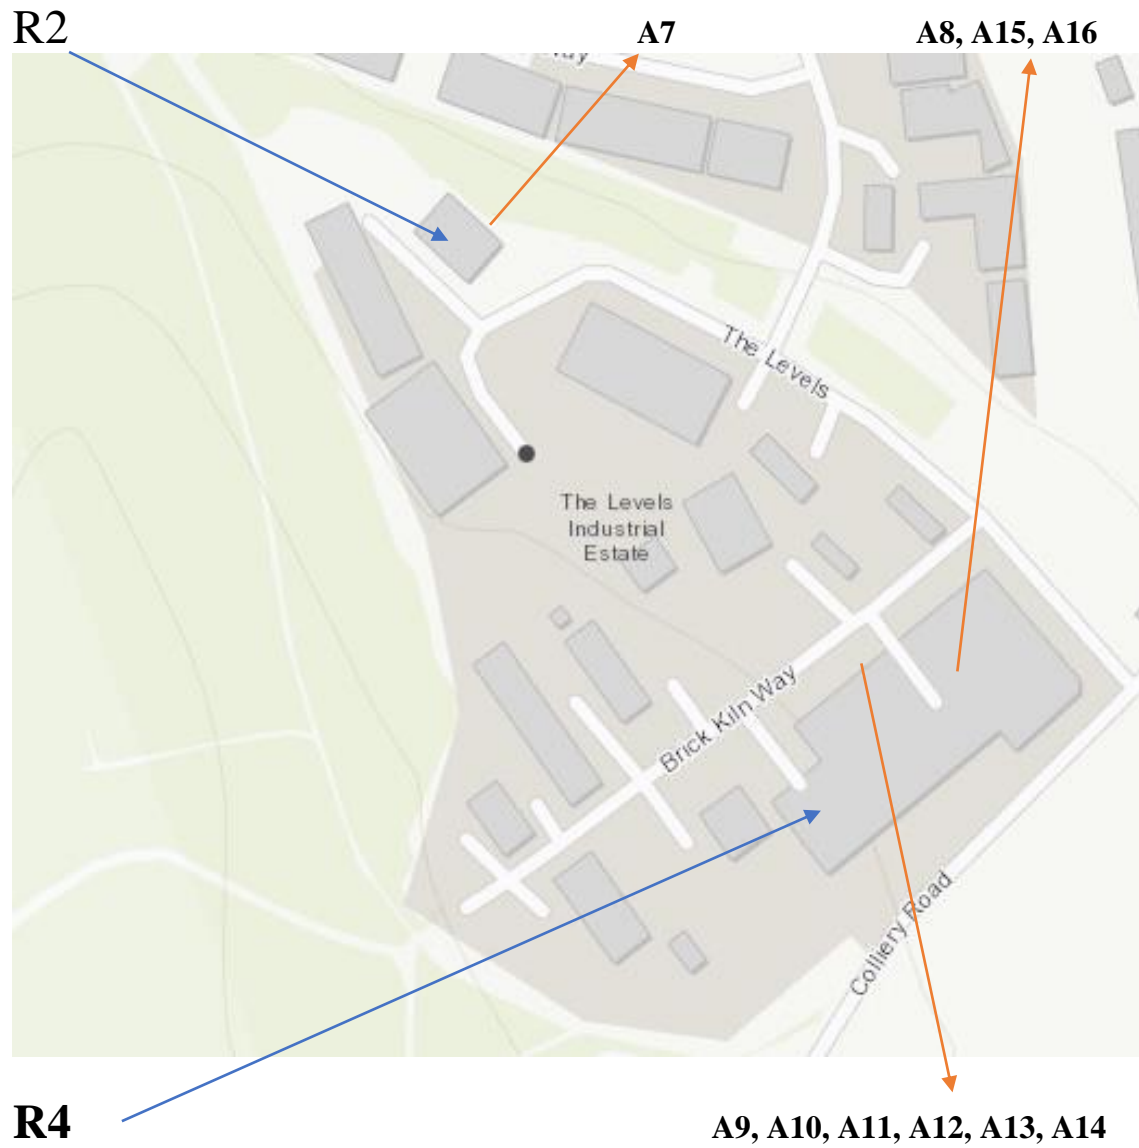 R2
A7
A8, A15, A16
The Levels
The Levels
Industrial
Estate
Brick Kiln Way
Colliery Road
R4
A9, A10, A11, A12, A13, A14